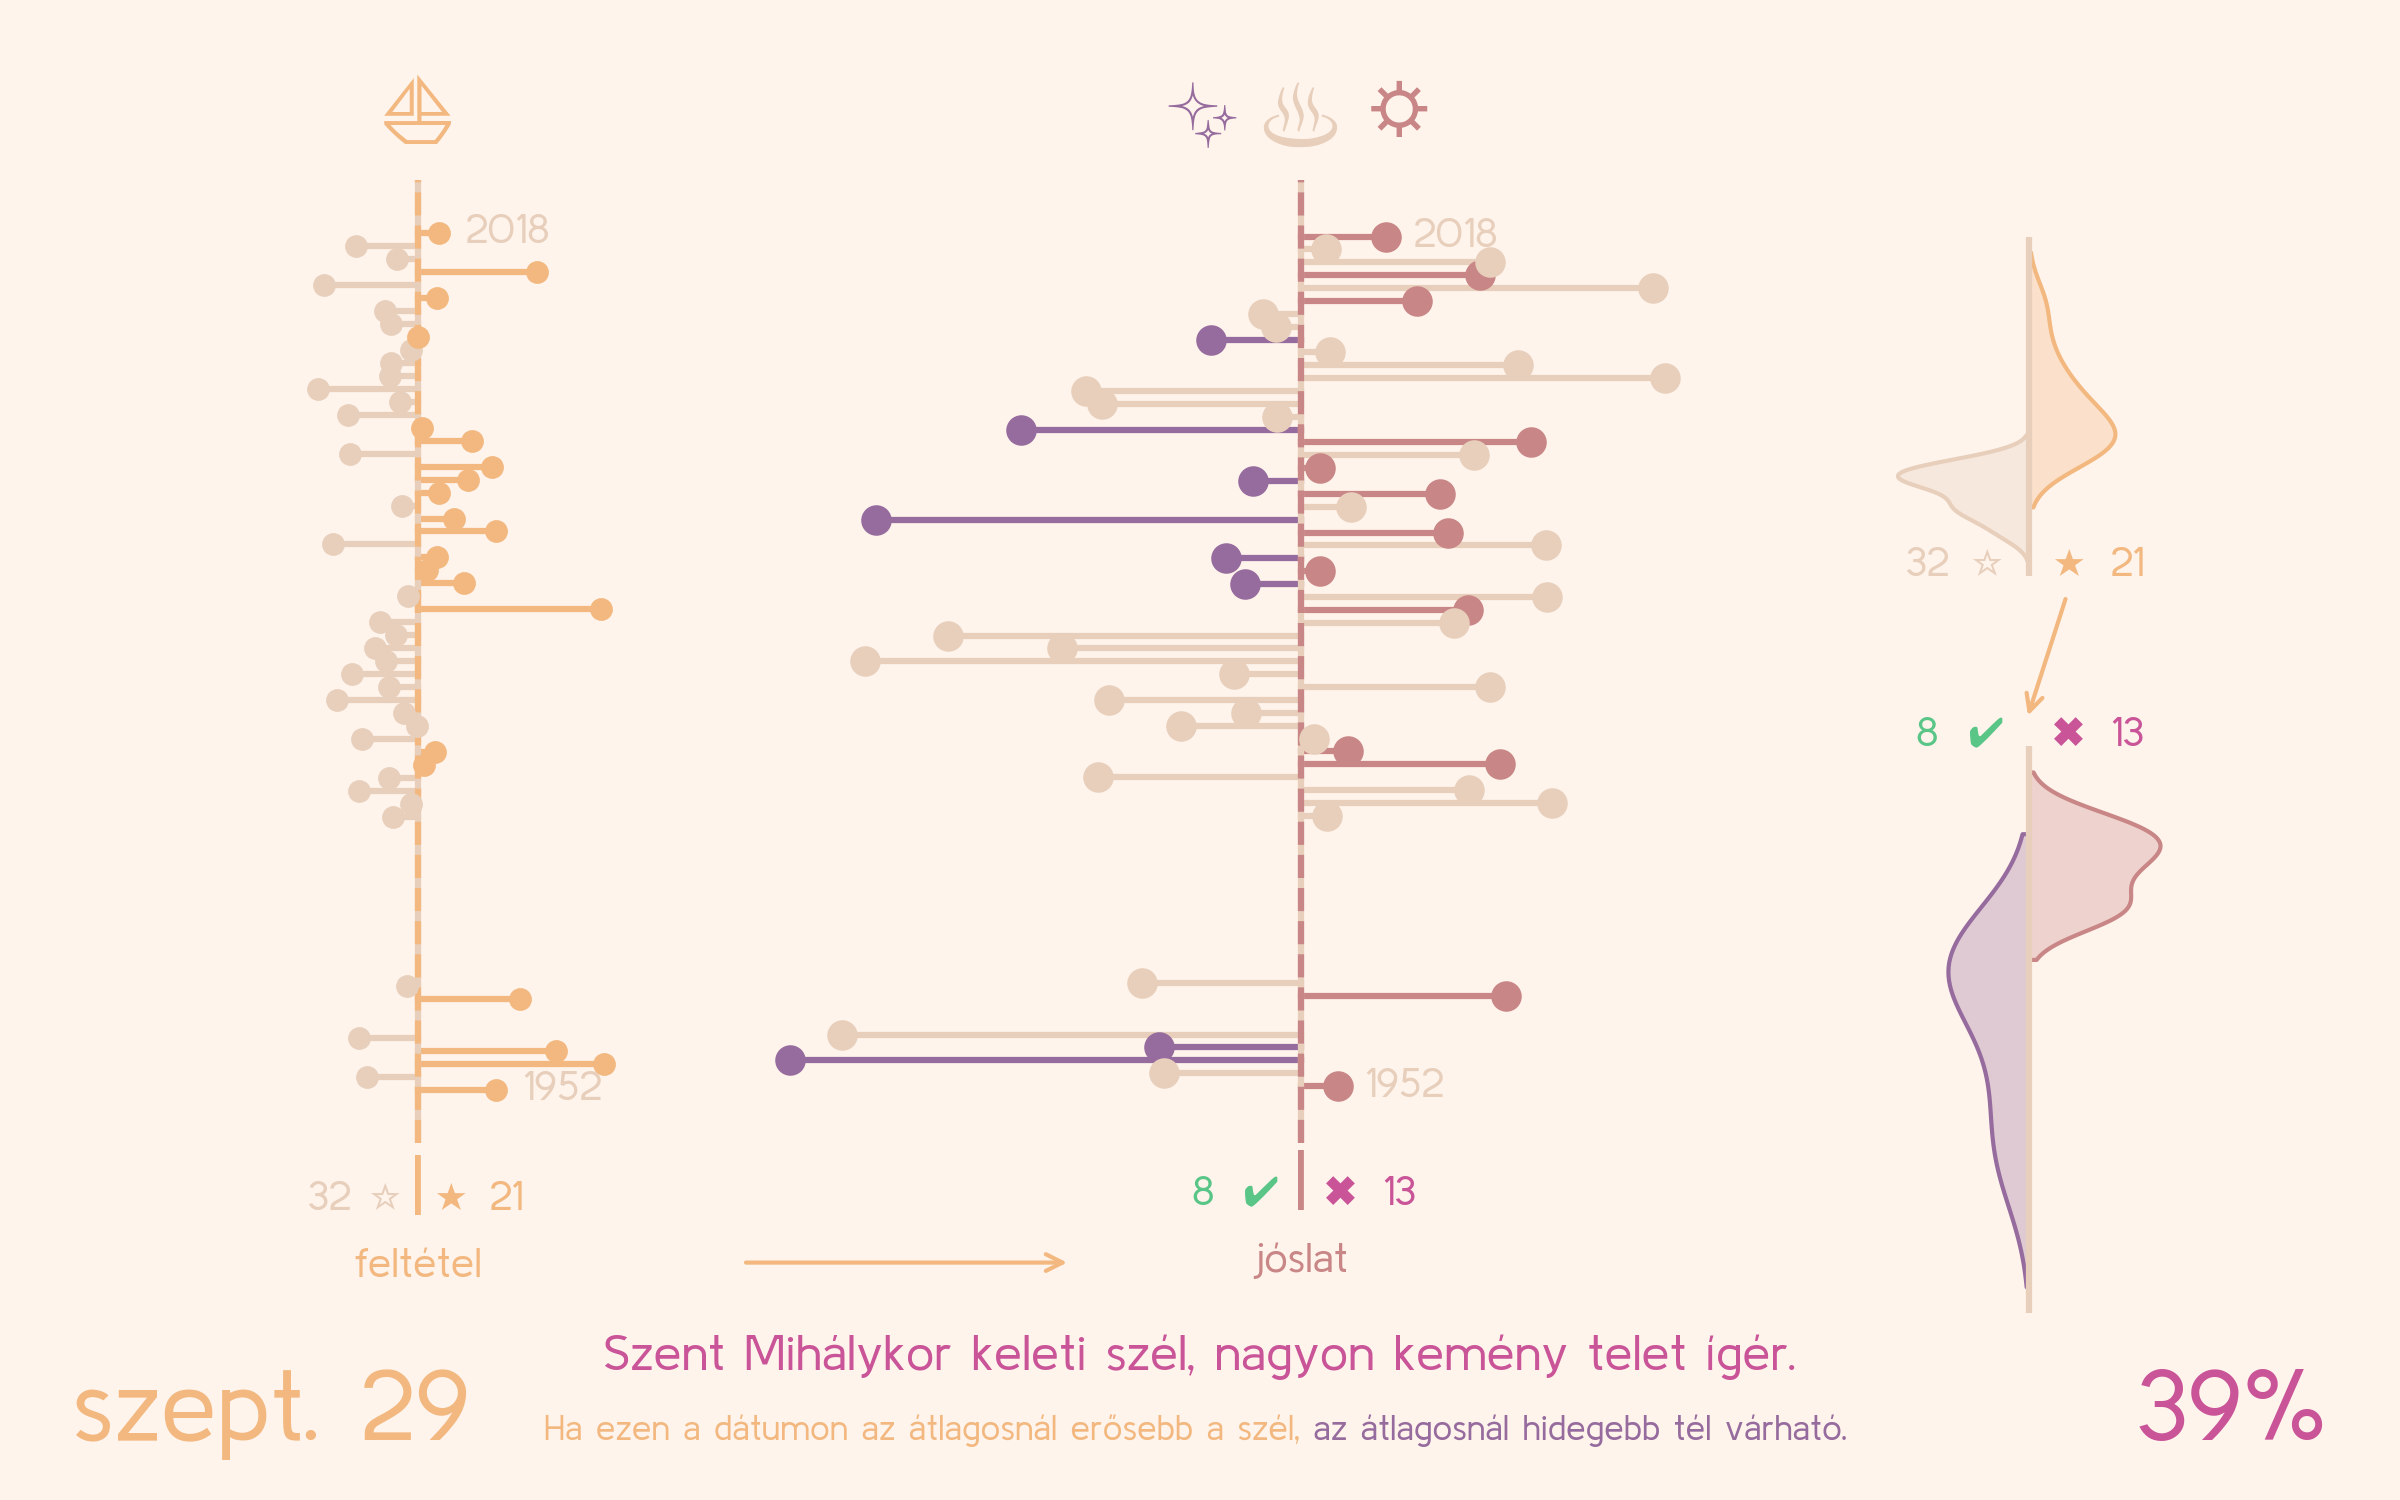 2018
2018
32 ☆ ★ 21
8 ✔ ✖ 13
1952
1952
32 ☆ ★ 21
8 ✔ ✖ 13
feltétel
jóslat
Szent Mihálykor keleti szél, nagyon kemény telet ígér.
szept. 29
Ha ezen a dátumon az átlagosnál erősebb a szél, az átlagosnál hidegebb tél várható.
39%